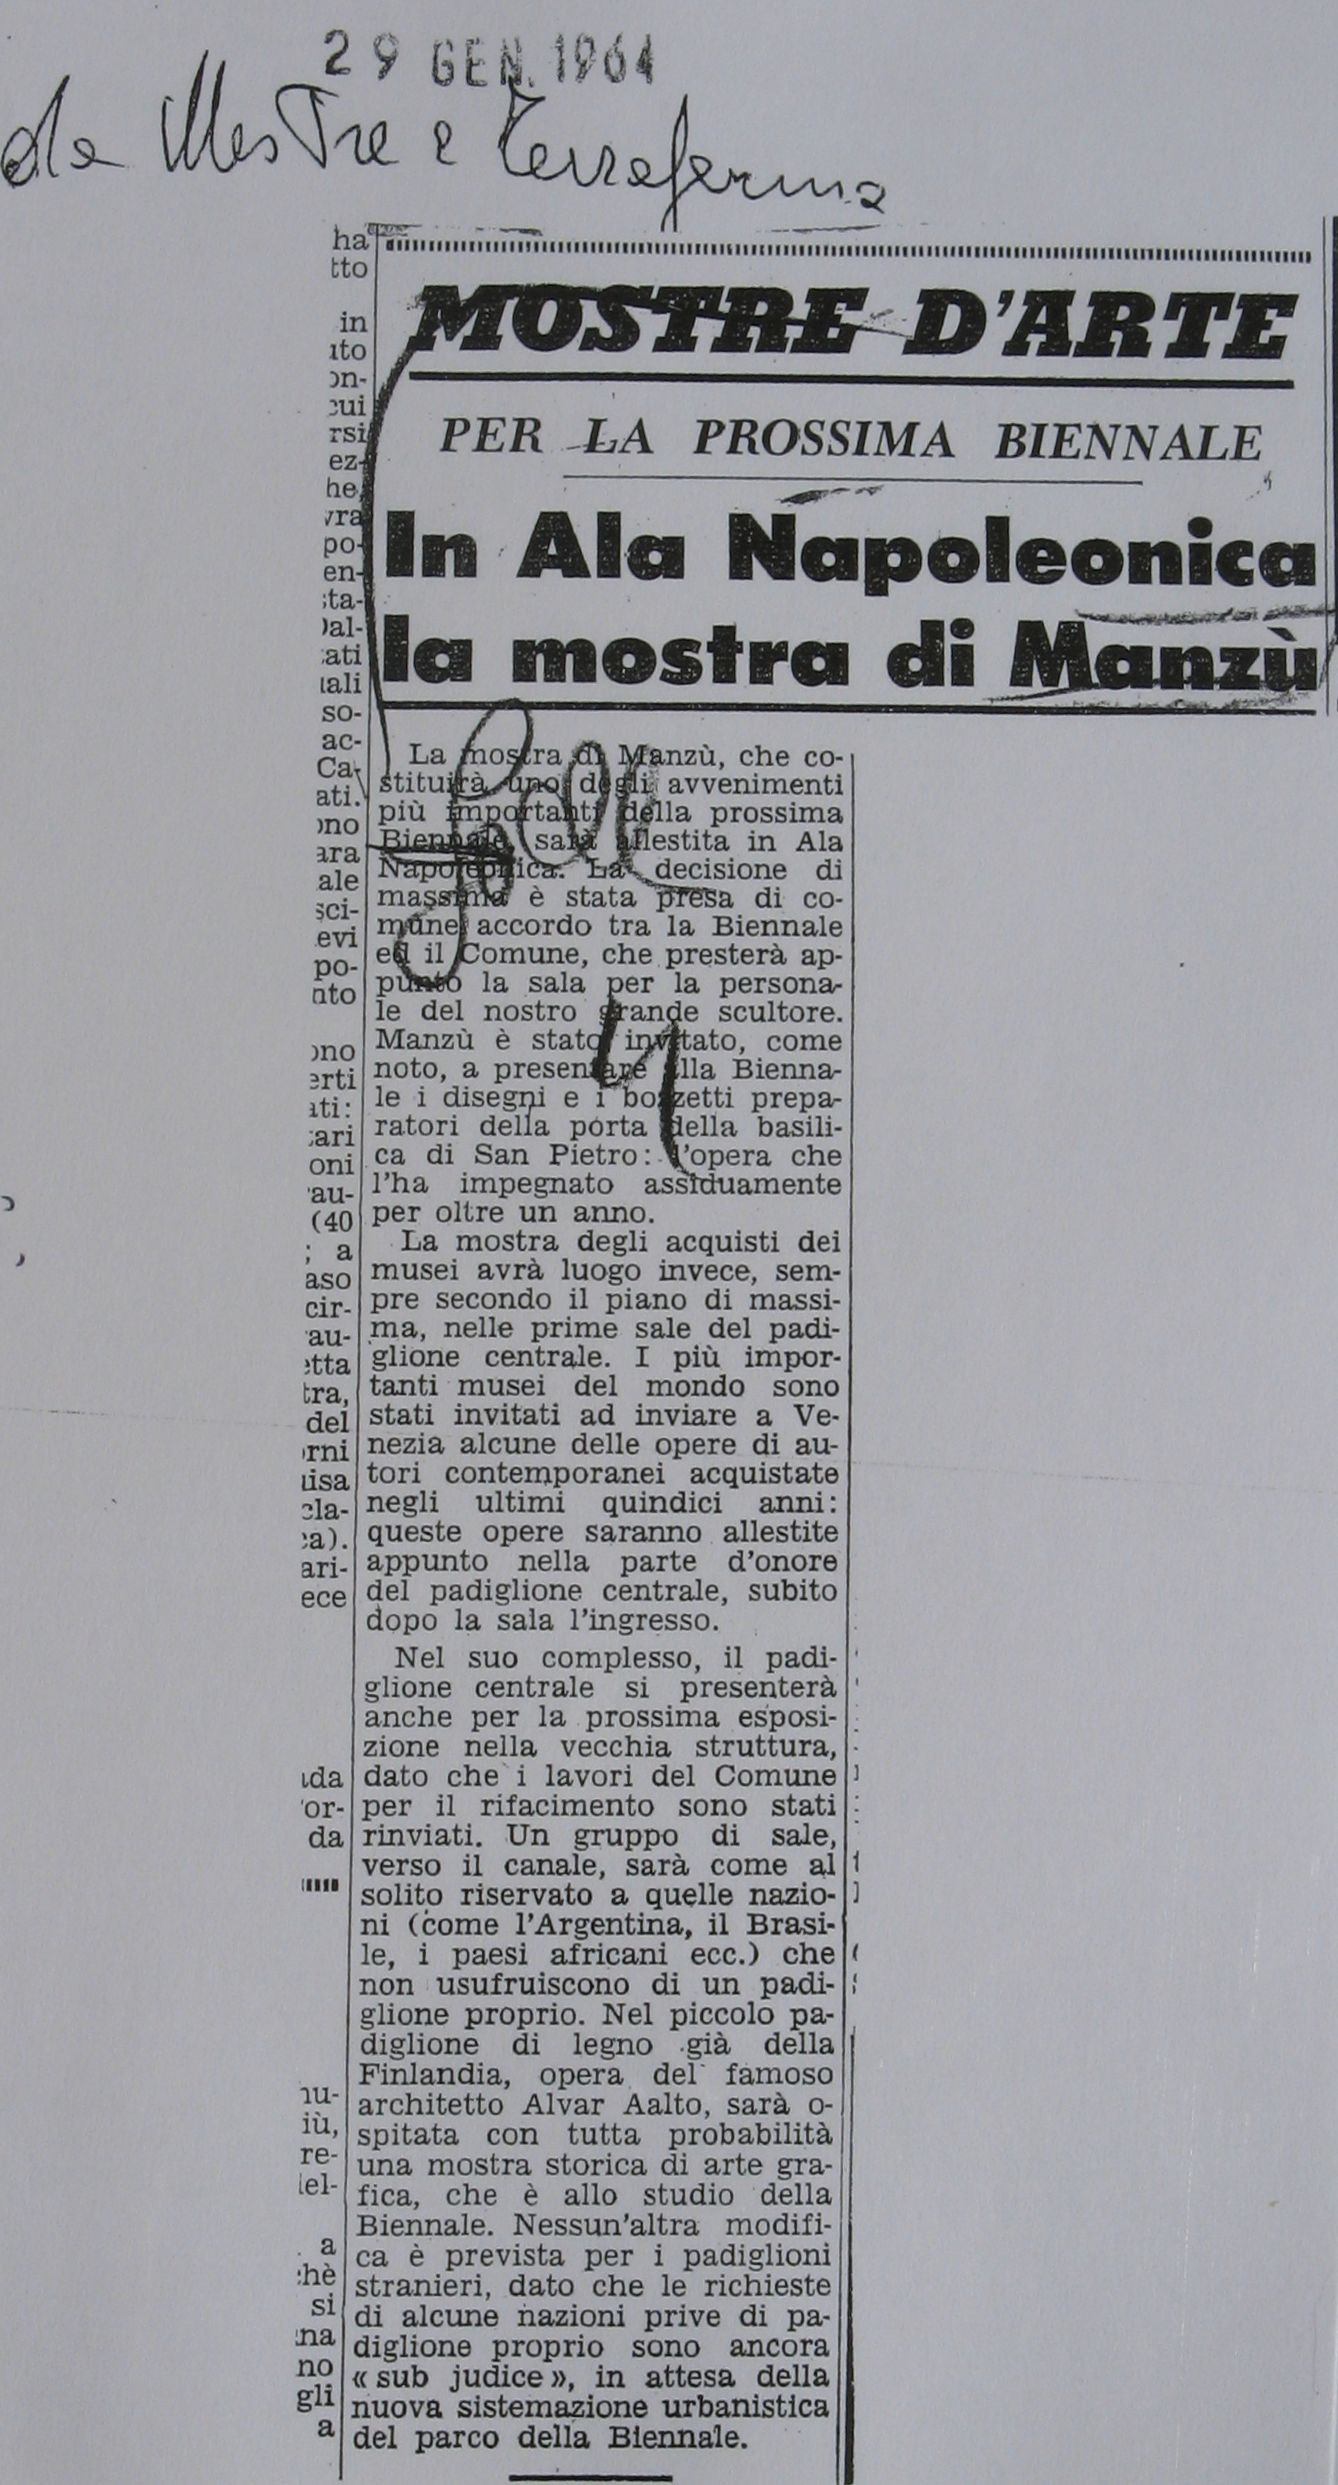 29 GEN. 1964
da Mestre e Terraferma
MOSTRE D'ARTE
PER LA PROSSIMA BIENNALE
In Ala Napoleonica
la mostra di Manzù
La mostra di Manzù, che co-
stituirà uno degli avvenimenti
più importanti della prossima
Biennale, sarà allestita in Ala
Napoleonica. La decisione di
massima è stata presa di co-
mune accordo tra la Biennale
ed il Comune, che presterà ap-
punto la sala per la persona-
le del nostro grande scultore.
Manzù è stato invitato, come
noto, a presentare alla Bienna-
le i disegni e i bozzetti prepa-
ratori della porta della basili-
ca di San Pietro: l'opera che
l'ha impegnato assiduamente
per oltre un anno.
La mostra degli acquisti dei
musei avrà luogo invece, sem-
pre secondo il piano di massi-
ma, nelle prime sale del padi-
glione centrale. I più impor-
tanti musei del mondo sono
stati invitati ad inviare a Ve-
nezia alcune delle opere di au-
tori contemporanei acquistate
negli ultimi quindici anni:
queste opere saranno allestite
appunto nella parte d'onore
del padiglione centrale, subito
dopo la sala l'ingresso.
Nel suo complesso, il padi-
glione centrale si presenterà
anche per la prossima esposi-
zione nella vecchia struttura,
dato che i lavori del Comune
per il rifacimento sono stati
rinviati. Un gruppo di sale,
verso il canale, sarà come al
solito riservato a quelle nazio-
ni (come l'Argentina, il Brasi-
le, i paesi africani ecc.) che
non usufruiscono di un padi-
glione proprio. Nel piccolo pa-
diglione di legno già della
Finlandia, opera del famoso
architetto Alvar Aalto, sarà o-
spitata con tutta probabilità
una mostra storica di arte gra-
fica, che è allo studio della
Biennale. Nessun'altra modifi-
ca è prevista per i padiglioni
stranieri, dato che le richieste
di alcune nazioni prive di pa-
diglione proprio sono ancora
« sub judice », in attesa della
nuova sistemazione urbanistica
del parco della Biennale.